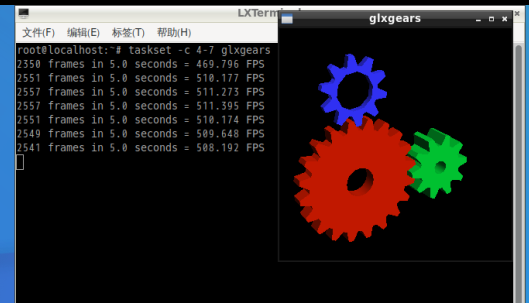 LXTerminal
glxgears
文件(F) 编辑(E) 标签(T) 帮助(H)
root@localhost:~# taskset -c 4-7 glxgears
2350 frames in 5.0 seconds = 469.796 FPS
2551 frames in 5.0 seconds = 510.177 FPS
2557 frames in 5.0 seconds = 511.273 FPS
2557 frames in 5.0 seconds = 511.395 FPS
2551 frames in 5.0 seconds = 510.174 FPS
2549 frames in 5.0 seconds = 509.648 FPS
2541 frames in 5.0 seconds = 508.192 FPS